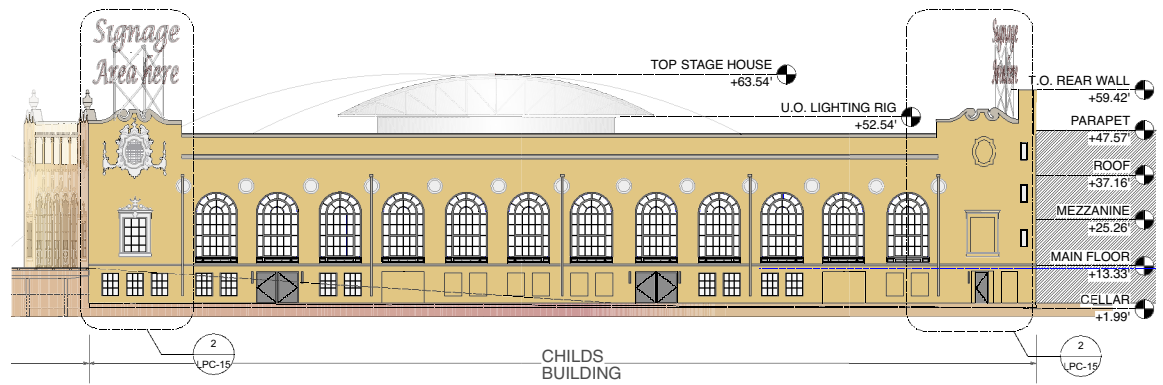 Signage
Area here
Signage
TOP STAGE HOUSE
+63.54'
U.O. LIGHTING RIG
+52.54'
T.O. REAR WALL
+59.42'
PARAPET
+47.57'
ROOF
+37.16'
MEZZANINE
+25.26'
MAIN FLOOR
+13.33'
CELLAR
+1.99'
2
LPC-15
2
LPC-15
CHILDS
BUILDING